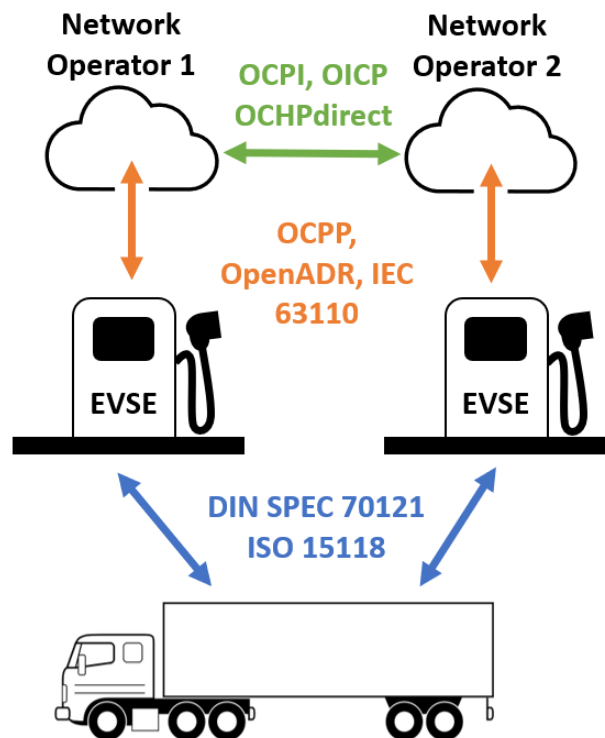 Network
Operator 1
Network
Operator 2
OCPI, OICP
OCHPdirect
OCPP,
OpenADR, IEC
63110
EVSE
EVSE
DIN SPEC 70121
ISO 15118